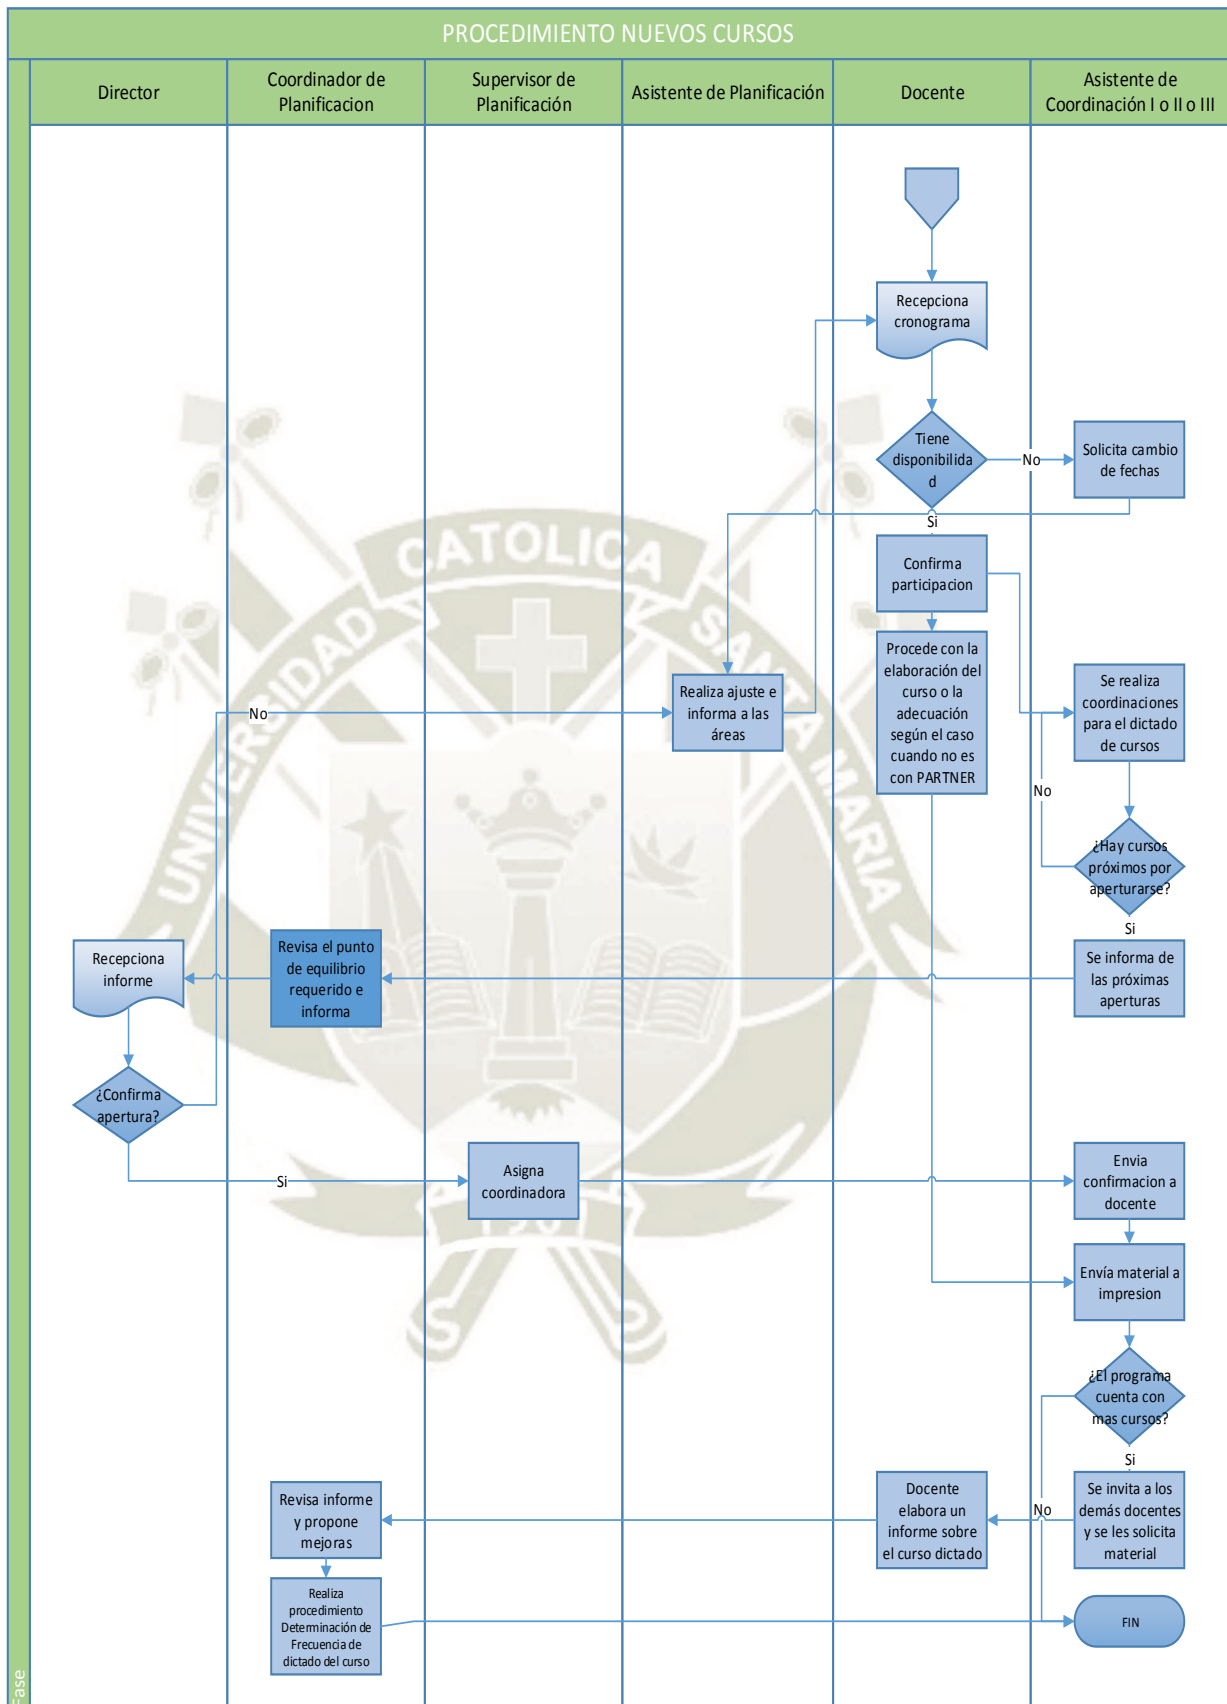 PROCEDIMIENTO NUEVOS CURSOS
Director
Coordinador de
Planificacion
Supervisor de
Planificación
Asistente de Planificación
Docente
Asistente de
Coordinación I o II o III
Recepciona
cronograma
Tiene
disponibilida
d
No
Solicita cambio
de fechas
Si
Confirma
participacion
Procede con la
elaboración del
curso o la
adecuación
según el caso
cuando no es
con PARTNER
Realiza ajuste e
informa a las
áreas
No
Se realiza
coordinaciones
para el dictado
de cursos
No
¿Hay cursos
próximos por
aperturarse?
Si
Se informa de
las próximas
aperturas
Revisa el punto
de equilibrio
requerido e
informa
Recepciona
informe
¿Confirma
apertura?
Si
Asigna
coordinadora
Envia
confirmacion a
docente
Envía material a
impresion
¿El programa
cuenta con
mas cursos?
Si
No
Se invita a los
demás docentes
y se les solicita
material
Docente
elabora un
informe sobre
el curso dictado
Revisa informe
y propone
mejoras
Realiza
procedimiento
Determinación de
Frecuencia de
dictado del curso
FIN
Fase
UNIVERSIDAD CATOLICA SANTA MARIA